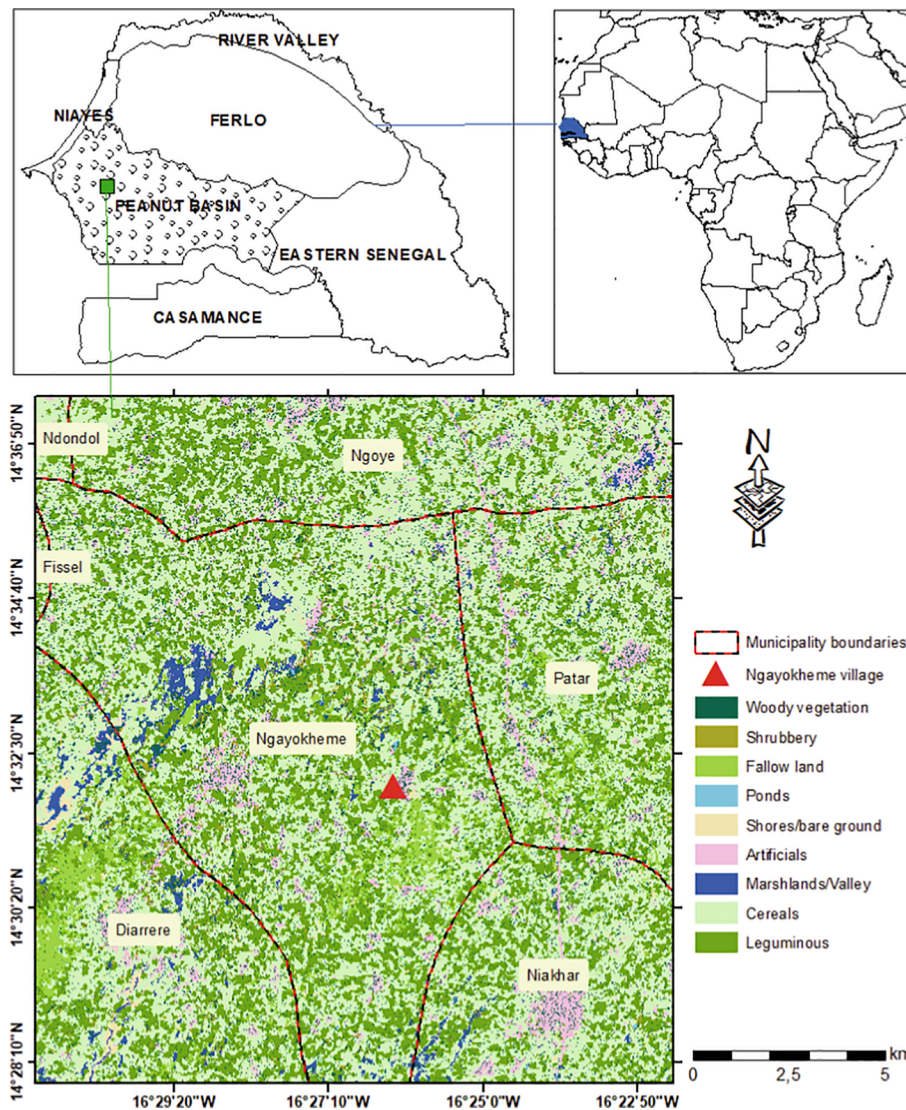 RIVER VALLEY
NIAYES
FERLO
PEANUT BASIN
EASTERN SENEGAL
CASAMANCE
14°36'50"N
14°34'40"N
14°32'30"N
14°30'20"N
14°28'10"N
Ndondol
Ngoye
Fissel
Patar
Ngayokheme
Diarrere
Niakhar
16°29'20"W
16°27'10"W
16°25'0"W
16°22'50"W
N
Municipality boundaries
Ngayokheme village
Woody vegetation
Shrubbery
Fallow land
Ponds
Shores/bare ground
Artificials
Marshlands/Valley
Cereals
Leguminous
km
0
2,5
5